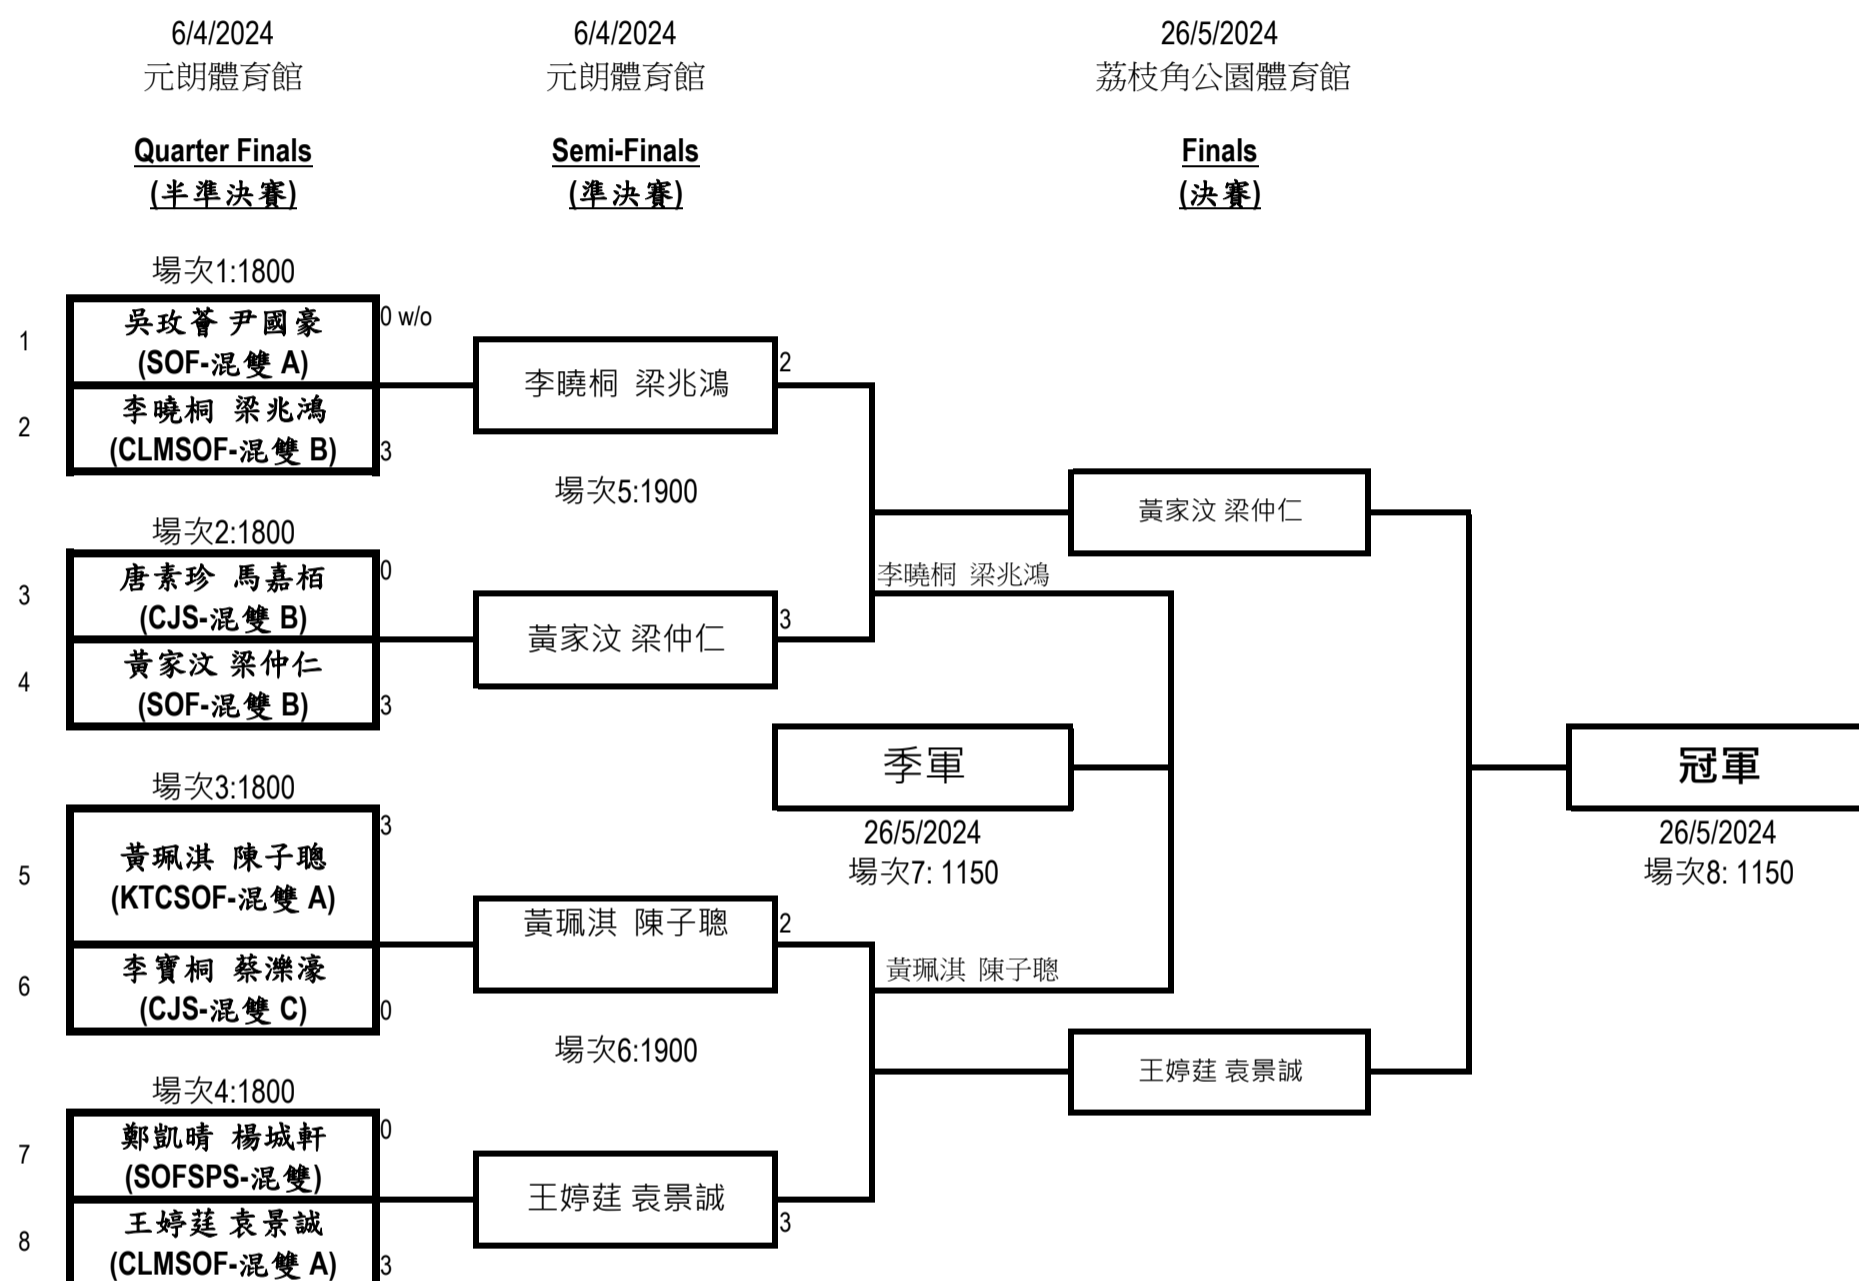 6/4/2024
元朗體育館
6/4/2024
元朗體育館
26/5/2024
荔枝角公園體育館
Quarter Finals
(半準決賽)
Semi-Finals
(準決賽)
Finals
(決賽)
場次1:1800
1
吳玫薈 尹國豪
(SOF-混雙 A)
0 w/o
2
李曉桐 梁兆鴻
(CLMSOF-混雙 B)
3
李曉桐 梁兆鴻
2
場次5:1900
場次2:1800
3
唐素珍 馬嘉栢
(CJS-混雙 B)
0
4
黃家汶 梁仲仁
(SOF-混雙 B)
3
黃家汶 梁仲仁
3
黃家汶 梁仲仁
李曉桐 梁兆鴻
季軍
26/5/2024
場次7: 1150
冠軍
26/5/2024
場次8: 1150
場次3:1800
5
黃珮淇 陳子聰
(KTCSOF-混雙 A)
3
6
李寶桐 蔡濼濠
(CJS-混雙 C)
0
黃珮淇 陳子聰
2
黃珮淇 陳子聰
場次6:1900
王婷莛 袁景誠
場次4:1800
7
鄭凱晴 楊城軒
(SOFSPS-混雙)
0
8
王婷莛 袁景誠
(CLMSOF-混雙 A)
3
王婷莛 袁景誠
3